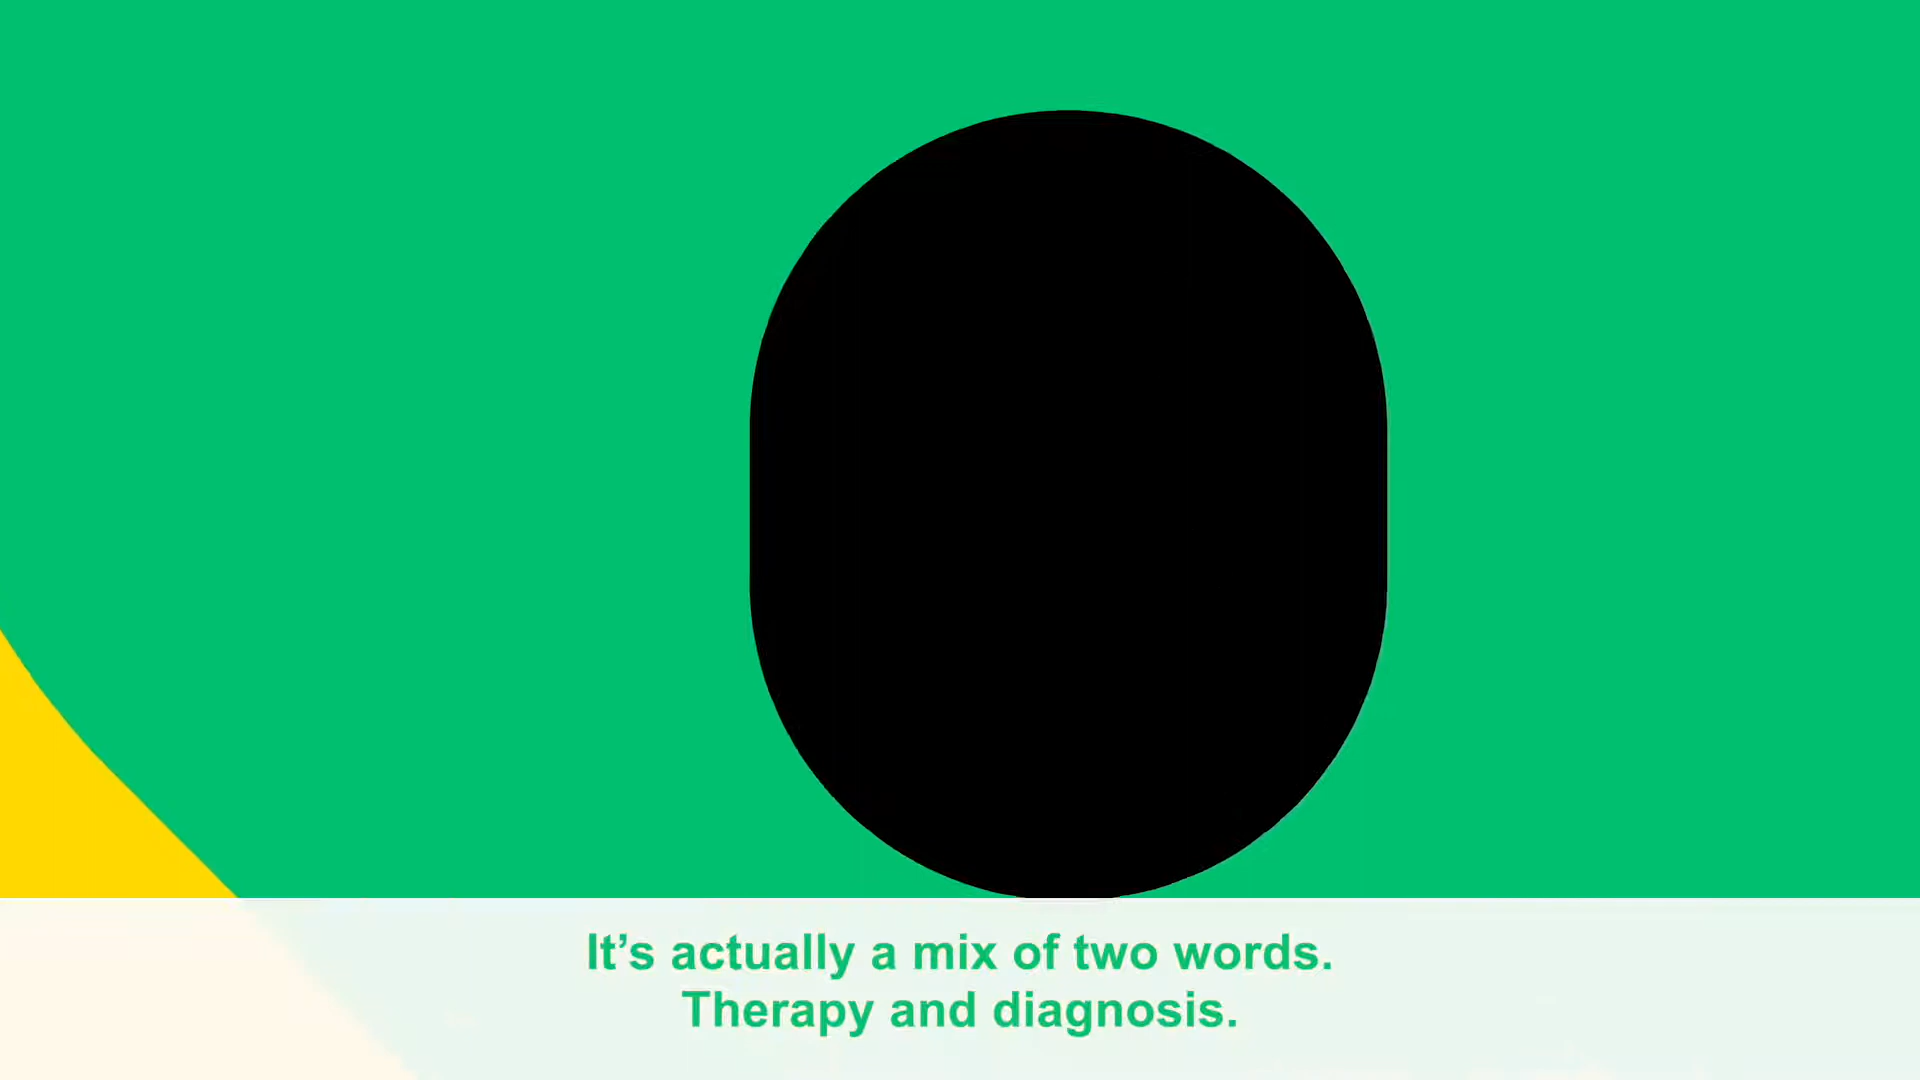 It’s actually a mix of two words.
Therapy and diagnosis.